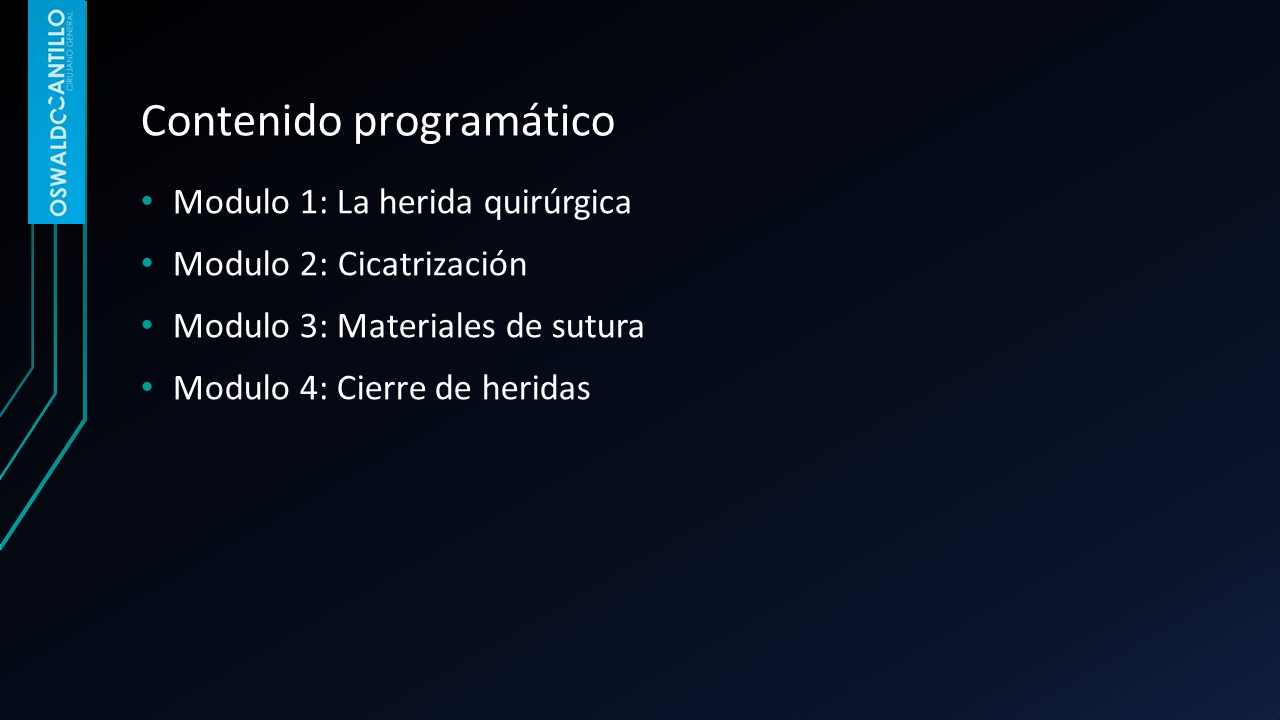 OSWALDO CANTILLO
CIRUJANO GENERAL
Contenido programático
• Modulo 1: La herida quirúrgica
• Modulo 2: Cicatrización
• Modulo 3: Materiales de sutura
• Modulo 4: Cierre de heridas